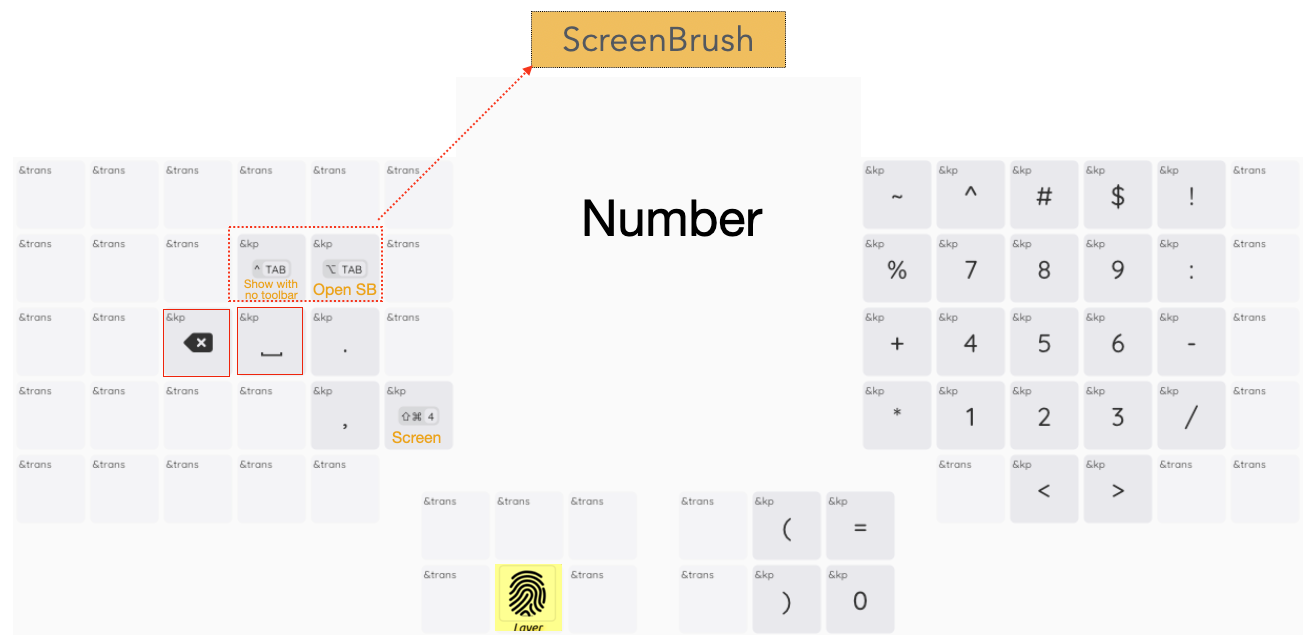 ScreenBrush
Number
&trans &trans &trans &trans &trans &trans &kp &kp &kp &kp &kp &trans
~ ^ # $ !
&trans &trans &trans &kp &kp &trans &kp &kp &kp &kp &kp &trans
^ TAB ⌥ TAB % 7 8 9 :
Show with
no toolbar
Open SB
&trans &trans &kp &kp &kp &trans &kp &kp &kp &kp &kp &trans
. + 4 5 6 -
&trans &trans &trans &trans &kp &kp &kp &kp &kp &kp &kp &trans
, ⇧⌘ 4 * 1 2 3 /
Screen
&trans &trans &trans &trans &trans &trans &kp &kp &trans &trans
< >
&trans &trans &trans &trans &kp &kp
( =
&trans &trans &trans &kp &kp
) 0
Layer